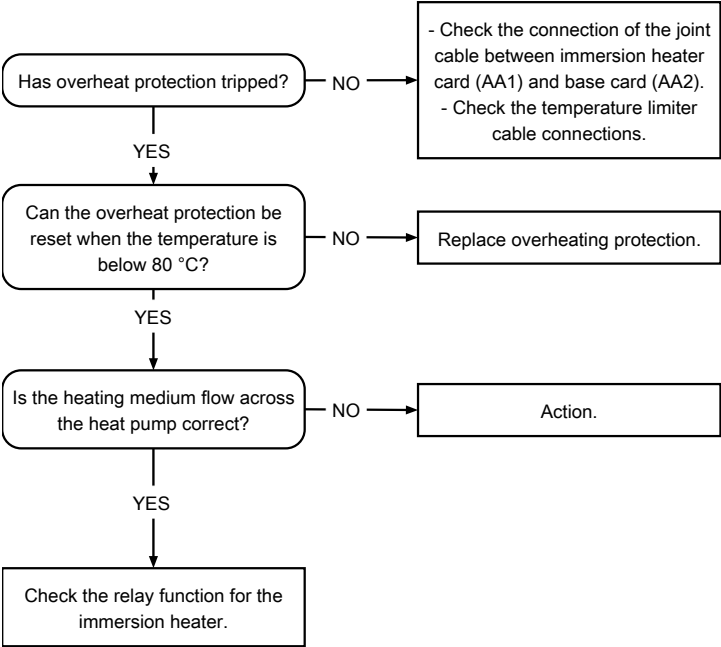 Has overheat protection tripped?
NO
- Check the connection of the joint
cable between immersion heater
card (AA1) and base card (AA2).
- Check the temperature limiter
cable connections.
YES
Can the overheat protection be
reset when the temperature is
below 80 °C?
NO
Replace overheating protection.
YES
Is the heating medium flow across
the heat pump correct?
NO
Action.
YES
Check the relay function for the
immersion heater.